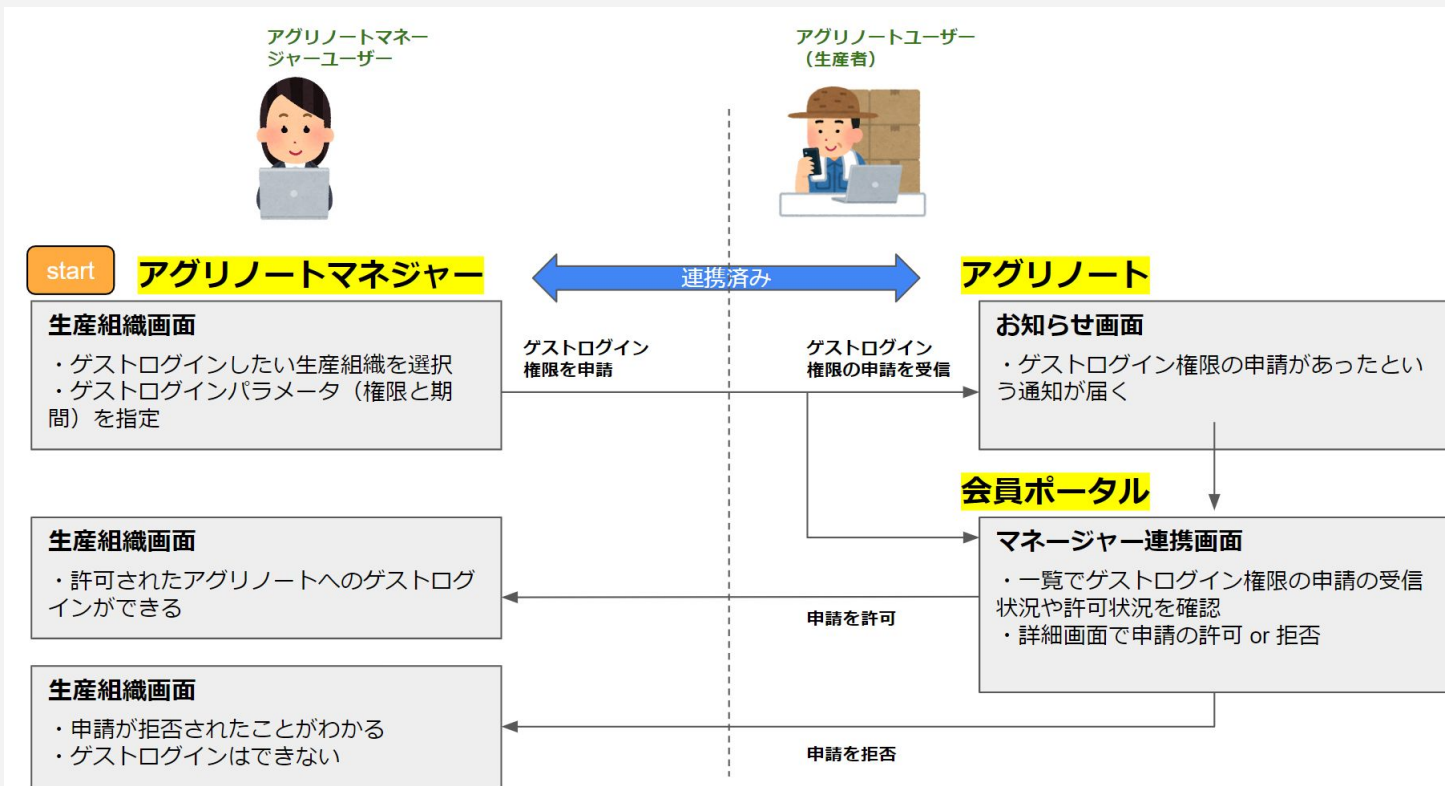 アグリノートマネー
ジャーユーザー
アグリノートユーザー
（生産者）
start
アグリノートマネジャー
連携済み
アグリノート
生産組織画面
・ゲストログインしたい生産組織を選択
・ゲストログインパラメータ（権限と期
間）を指定
ゲストログイン
権限を申請
ゲストログイン
権限の申請を受信
お知らせ画面
・ゲストログイン権限の申請があったとい
う通知が届く
会員ポータル
生産組織画面
・許可されたアグリノートへのゲストログ
インができる
マネージャー連携画面
・一覧でゲストログイン権限の申請の受信
状況や許可状況を確認
・詳細画面で申請の許可 or 拒否
申請を許可
生産組織画面
・申請が拒否されたことがわかる
・ゲストログインはできない
申請を拒否